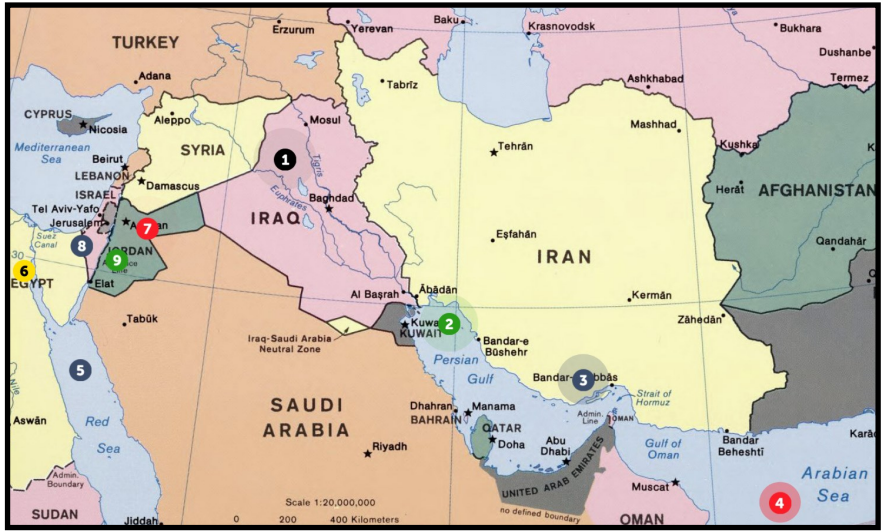 Baku
Erzurum
Yerevan
Krasnovodsk
Bukhara
TURKEY
Dushanbe
Adana
Tabrīz
Ashkhabad
Termez
CYPRUS
Nicosia
Aleppo
Mosul
Mashhad
Mediterranean
Sea
SYRIA
Tigris
Tehrān
Kushka
Beirut
LEBANON
1
Herāt
AFGHANISTAN
Damascus
ISRAEL
Euphrates
Baghdad
Tel Aviv-Yafo
Jerusalem
7
IRAQ
Eşfahān
Suez
Canal
8
JORDAN
IRAN
Qandahār
30
9
6
EGYPT
Elat
Al Başrah
Ābādān
Kermān
Zāhedān
Tabūk
2
KUWAIT
Iraq-Saudi Arabia
Neutral Zone
Bandar-e
Būshehr
Persian
Gulf
5
3
Nile
Strait of
Hormuz
SAUDI
ARABIA
Dhahran
Manama
BAHRAIN
Admin.
Line
OMAN
Aswān
Red
Sea
QATAR
Doha
Abu
Dhabi
Gulf of
Oman
Bandar
Beheshtī
Riyadh
UNITED ARAB EMIRATES
Arabian
Sea
Admin.
Boundary
Muscat
4
Scale 1:20,000,000
no defined boundary
SUDAN
Jiddah
0 200 400 Kilometers
OMAN